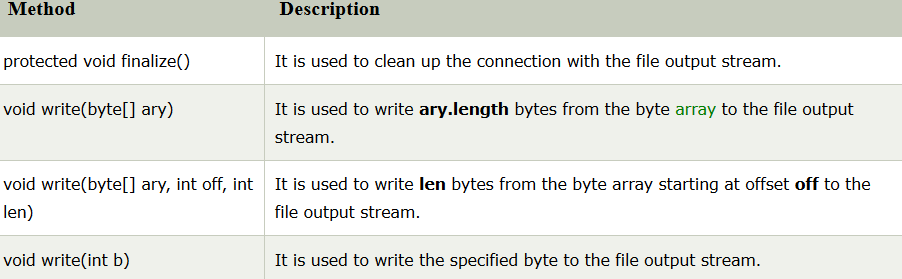 Method Description
protected void finalize() It is used to clean up the connection with the file output stream.
void write(byte[] ary) It is used to write ary.length bytes from the byte array to the file output
stream.
void write(byte[] ary, int off, int It is used to write len bytes from the byte array starting at offset off to the
len) file output stream.
void write(int b) It is used to write the specified byte to the file output stream.